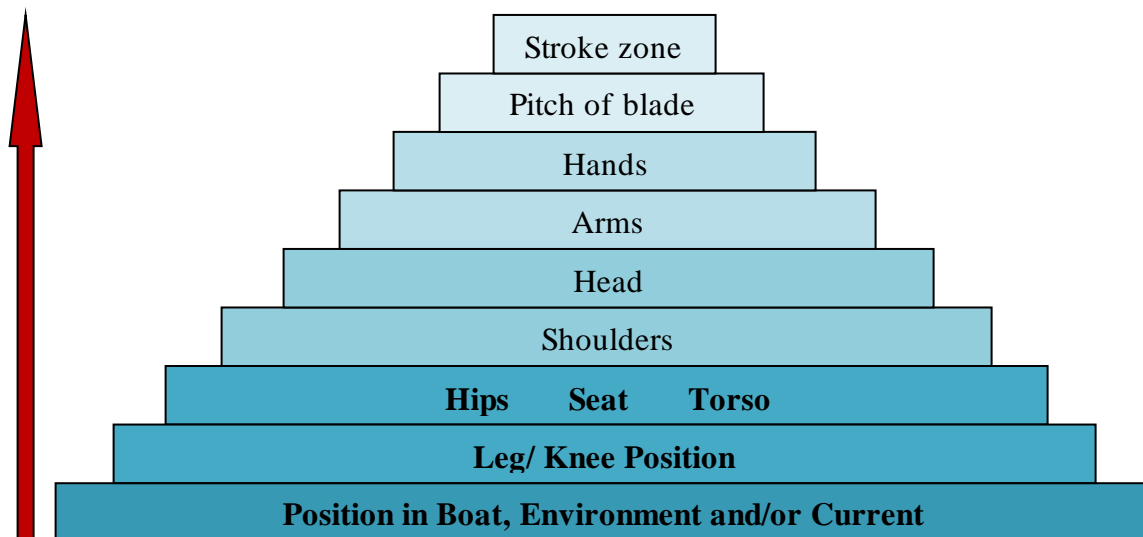 Stroke zone
Pitch of blade
Hands
Arms
Head
Shoulders
Hips Seat Torso
Leg/ Knee Position
Position in Boat, Environment and/or Current